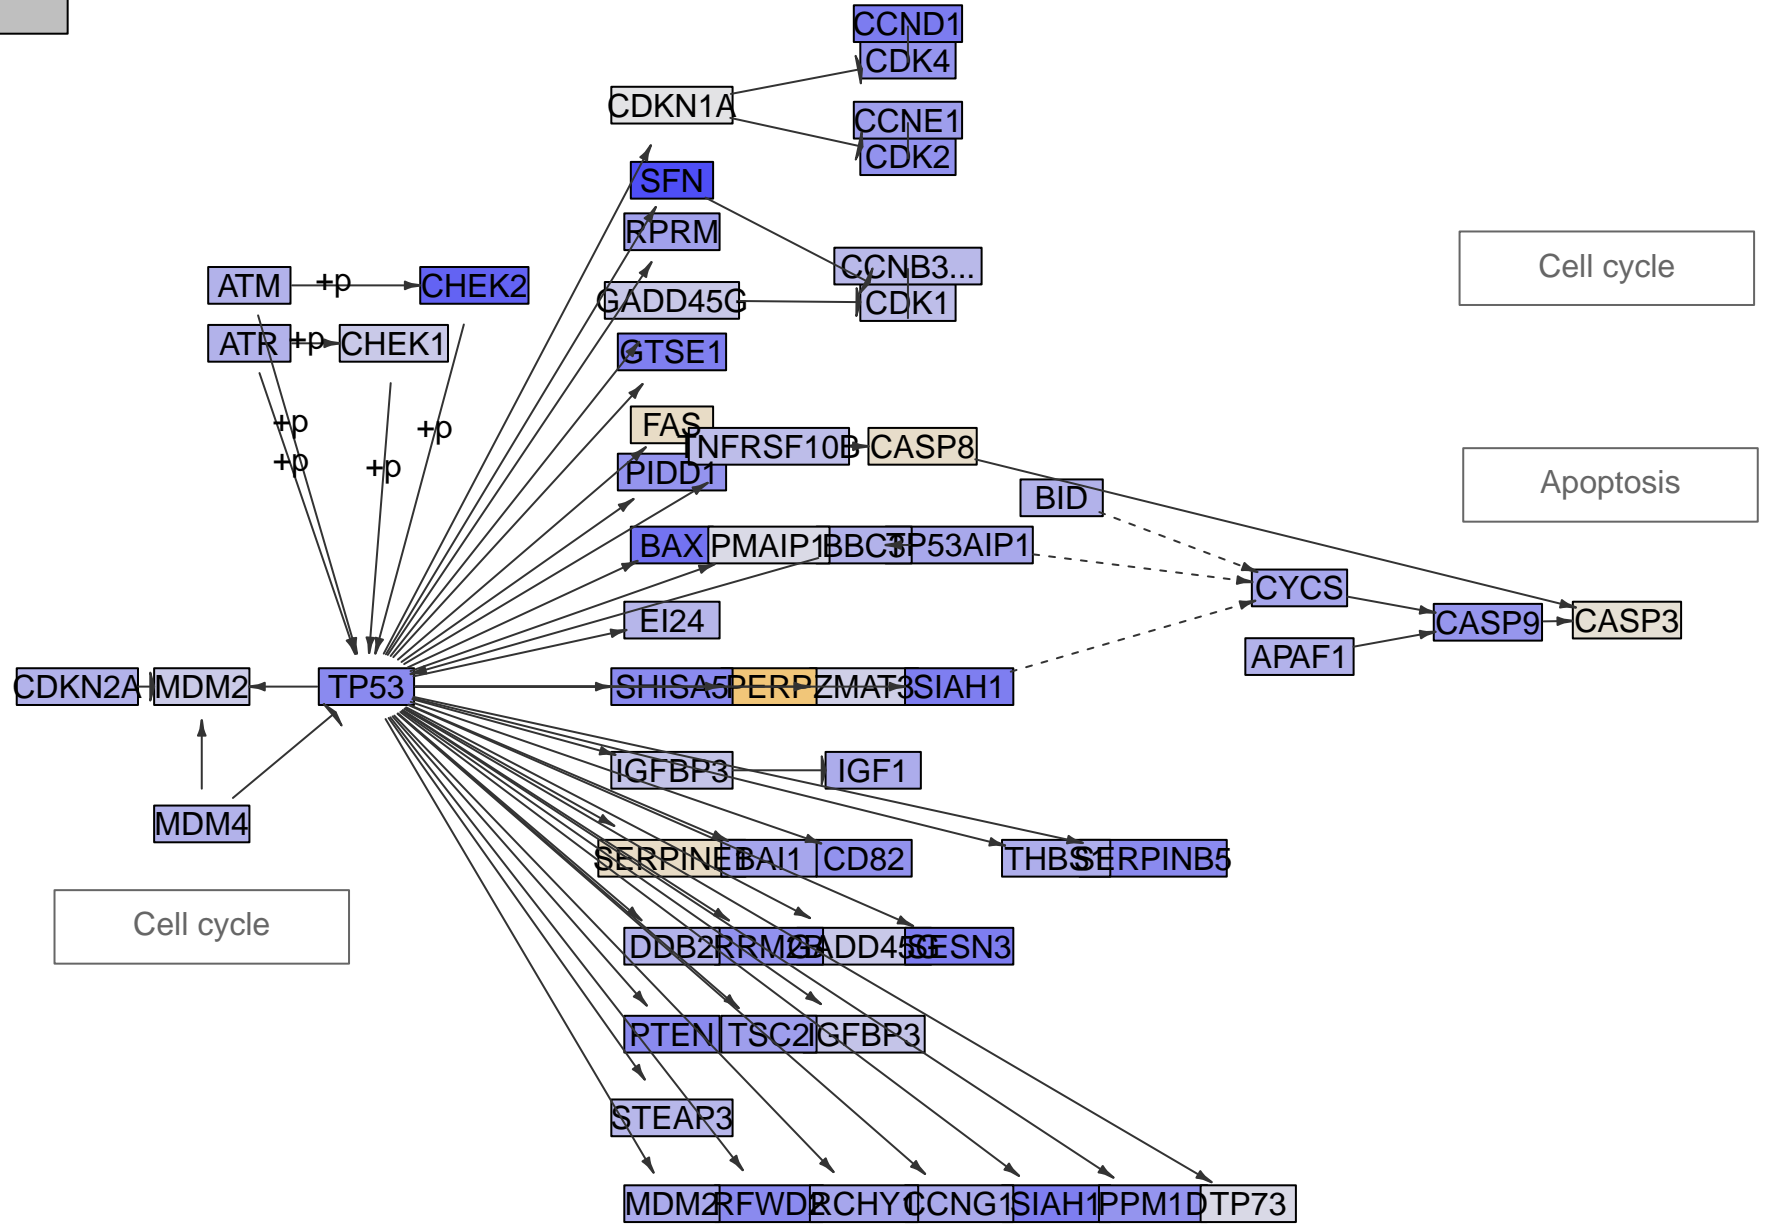 CCND1
CDK4
CDKN1A
CCNE1
CDK2
SFN
RPRM
CCNB3...
Cell cycle
ATM
+p
CHEK2
GADD45G
CDK1
ATR
+p
CHEK1
GTSE1
FAS
+p
+p
TNFRSF10B
CASP8
+p
+p
PIDD1
Apoptosis
BID
BAX
PMAIP1
BBC3
TP53AIP1
CYCS
EI24
CASP9
CASP3
APAF1
CDKN2A
MDM2
TP53
SHISA5
PERP
ZMAT3
SIAH1
IGFBP3
IGF1
MDM4
SERPINE1
BAI1
CD82
THBS1
SERPINB5
Cell cycle
DDB2
RRM2B
GADD45G
SESN3
PTEN
TSC2
IGFBP3
STEAP3
MDM2
RFWD2
RCHY1
CCNG1
SIAH1
PPM1D
TP73